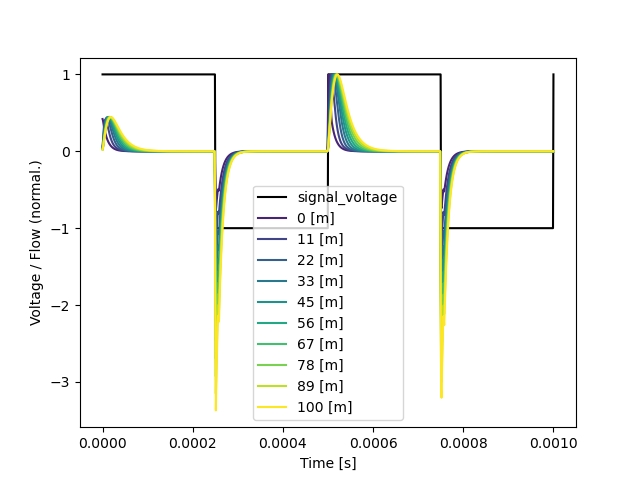 1
0
−1
−2
−3
Voltage / Flow (normal.)
signal_voltage
0 [m]
11 [m]
22 [m]
33 [m]
45 [m]
56 [m]
67 [m]
78 [m]
89 [m]
100 [m]
0.0000 0.0002 0.0004 0.0006 0.0008 0.0010
Time [s]